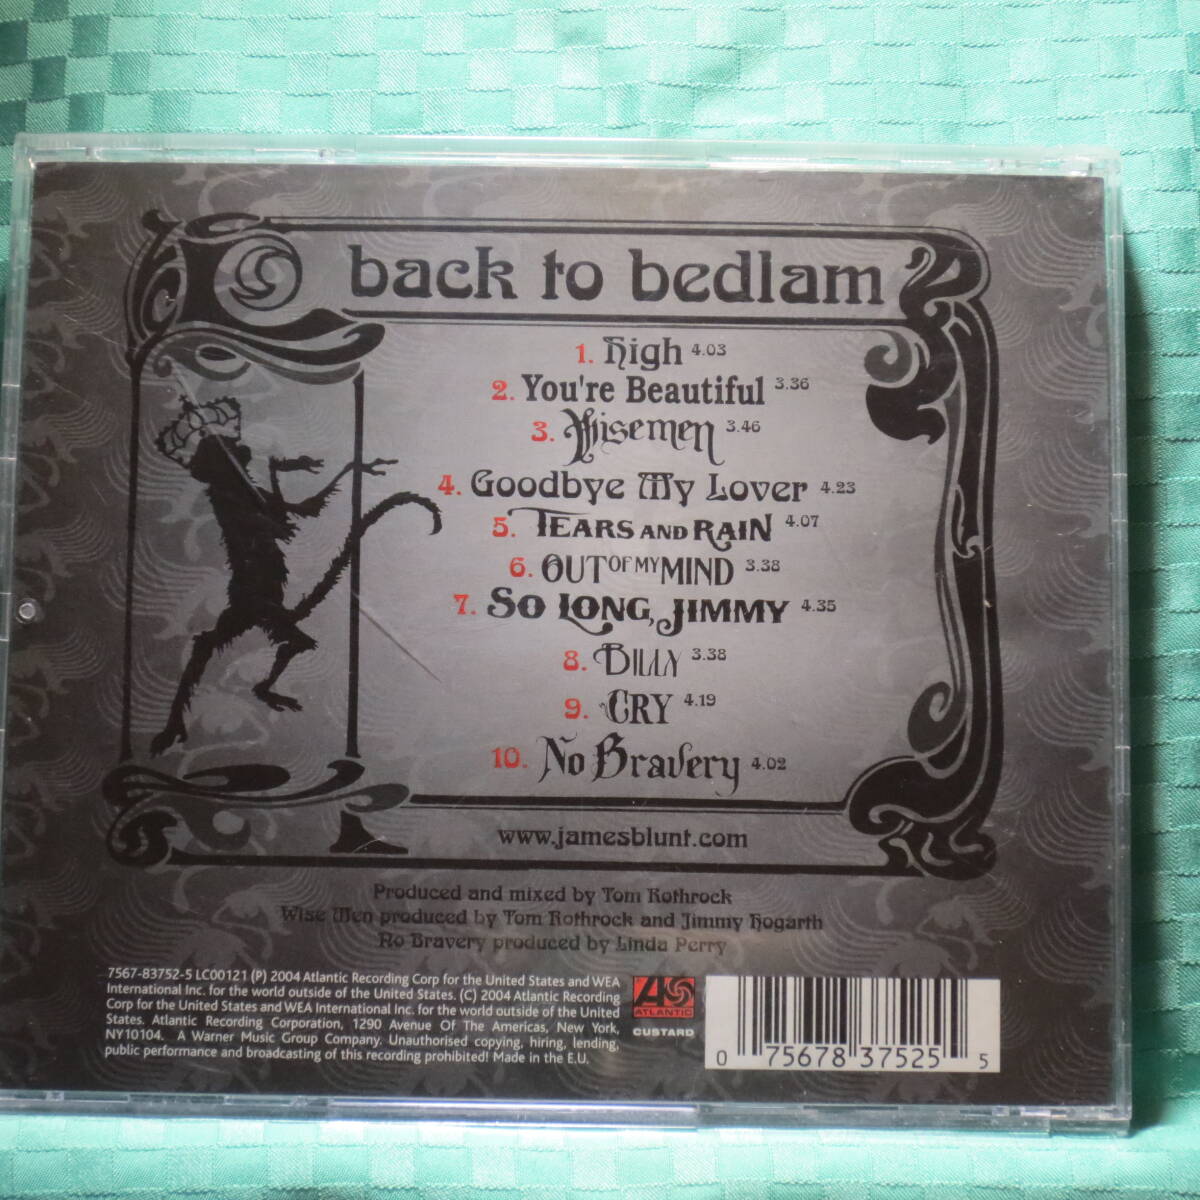 back to bedlam
1. High 4.03
2. You're Beautiful 3.36
3. Wisemen 3.46
4. Goodbye My Lover 4.23
5. TEARS AND RAIN 4.07
6. OUT OF MY MIND 3.38
7. SO LONG, JIMMY 4.35
8. BILLY 3.38
9. CRY 4.19
10. No Bravery 4.02
www.jamesblunt.com
Produced and mixed by Tom Rothrock
Wise Men produced by Tom Rothrock and Jimmy Hogarth
No Bravery produced by Linda Perry
7567-83752-5 LC00121 (P) 2004 Atlantic Recording Corp for the United States and WEA
International Inc. for the world outside of the United States. (C) 2004 Atlantic Recording
Corp for the United States and WEA International Inc. for the world outside of the United
States. Atlantic Recording Corporation, 1290 Avenue Of The Americas, New York,
NY10104. A Warner Music Group Company. Unauthorised copying, hiring, lending,
public performance and broadcasting of this recording prohibited! Made in the E.U.
ATLANTIC
CUSTARD
0 75678 37525 5